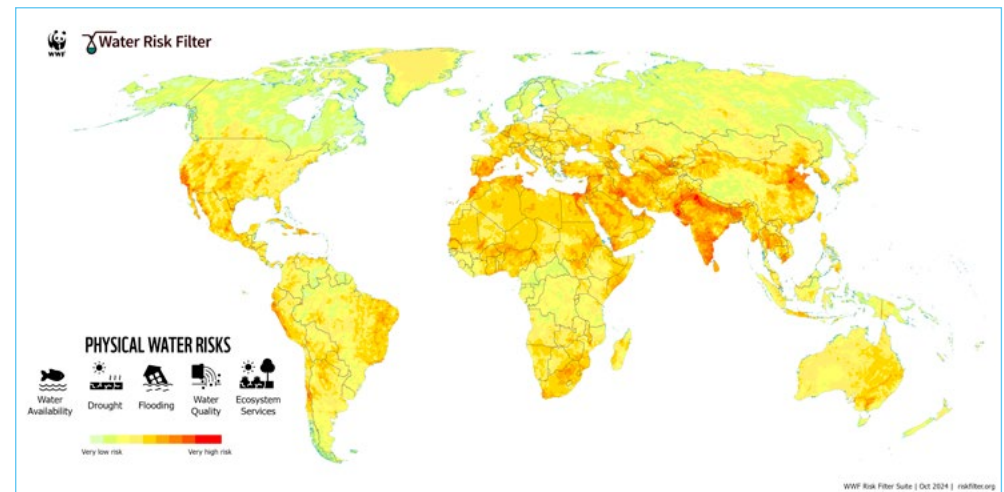 WWF
Water Risk Filter
PHYSICAL WATER RISKS
Water
Availability
Drought
Flooding
Water
Quality
Ecosystem
Services
Very low risk
Very high risk
WWF Risk Filter Suite | Oct 2024 | riskfilter.org